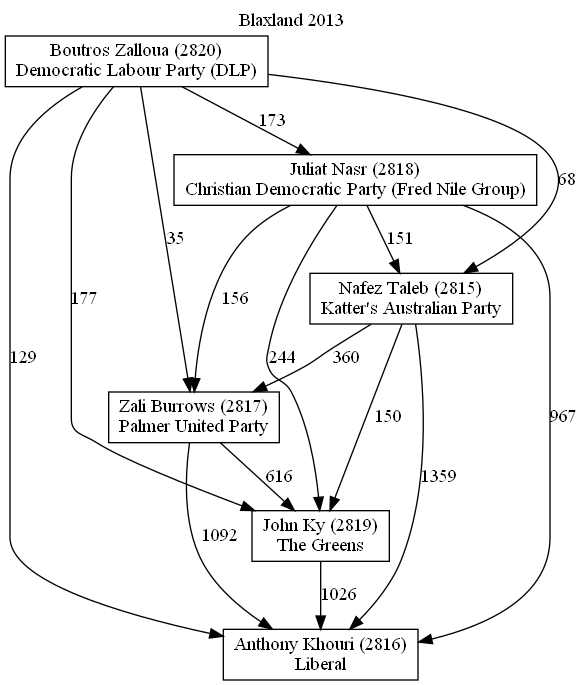 Blaxland 2013
Boutros Zalloua (2820)
Democratic Labour Party (DLP)
173
68
Juliat Nasr (2818)
Christian Democratic Party (Fred Nile Group)
35
151
177
156
Nafez Taleb (2815)
Katter's Australian Party
129
244
360
Zali Burrows (2817)
Palmer United Party
150
967
616
1359
John Ky (2819)
The Greens
1092
1026
Anthony Khouri (2816)
Liberal